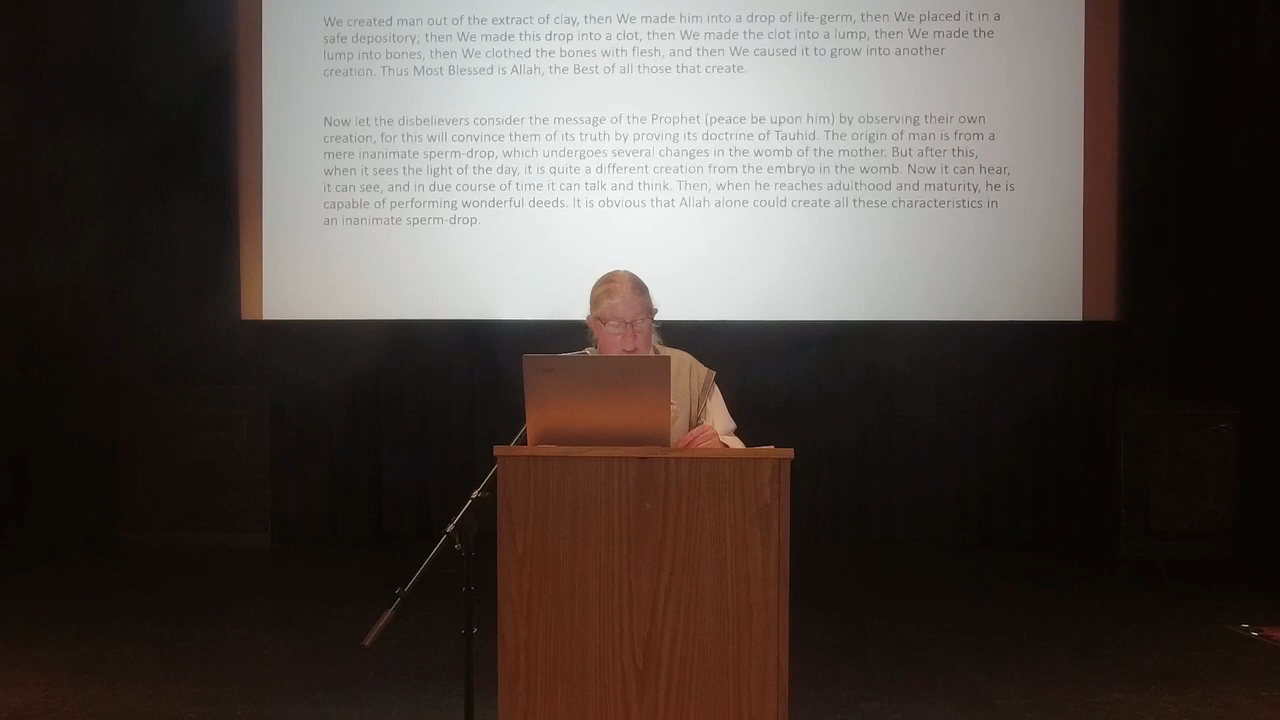 We created man out of the extract of clay, then We made him into a drop of life-germ, then We placed it in a
safe depository; then We made this drop into a clot, then We made the clot into a lump, then We made the
lump into bones, then We clothed the bones with flesh, and then We caused it to grow into another
creation. Thus Most Blessed is Allah, the Best of all those that create.
Now let the disbelievers consider the message of the Prophet (peace be upon him) by observing their own
creation, for this will convince them of its truth by proving its doctrine of Tauhid. The origin of man is from a
mere inanimate sperm-drop, which undergoes several changes in the womb of the mother. But after this,
when it sees the light of the day, it is quite a different creation from the embryo in the womb. Now it can hear,
it can see, and in due course of time it can talk and think. Then, when he reaches adulthood and maturity, he is
capable of performing wonderful deeds. It is obvious that Allah alone could create all these characteristics in
an inanimate sperm-drop.